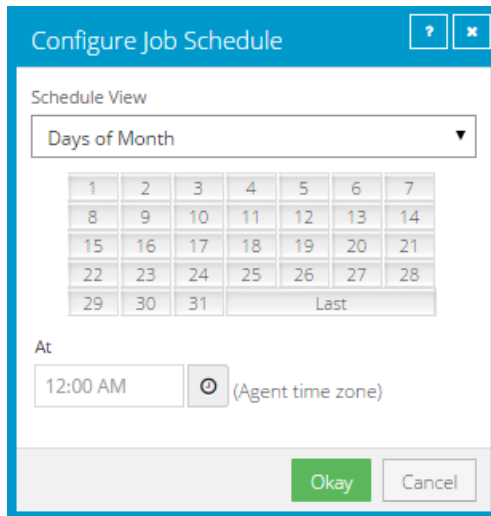 Configure Job Schedule ? ×
Schedule View
Days of Month
1 2 3 4 5 6 7
8 9 10 11 12 13 14
15 16 17 18 19 20 21
22 23 24 25 26 27 28
29 30 31 Last
At
12:00 AM (Agent time zone)
Okay Cancel